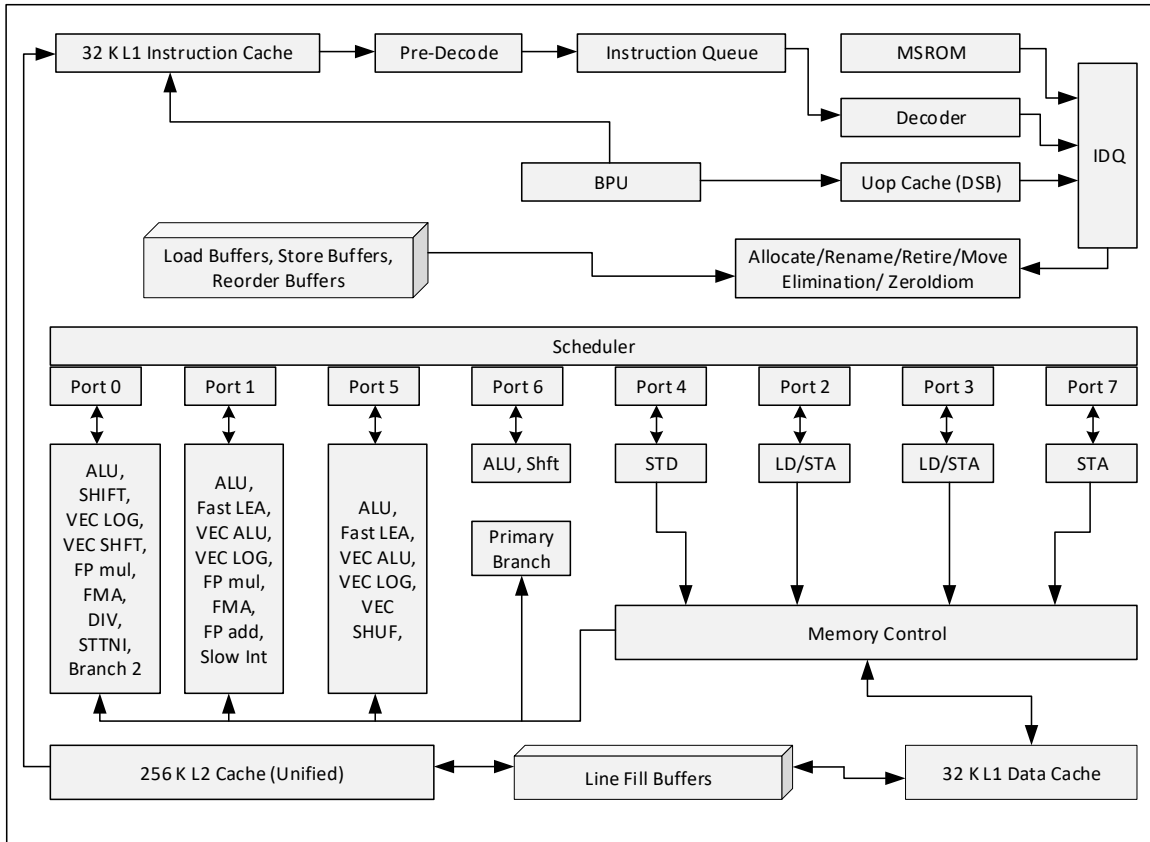 32 K L1 Instruction Cache
Pre-Decode
Instruction Queue
MSROM
Decoder
IDQ
BPU
Uop Cache (DSB)
Load Buffers, Store Buffers,
Reorder Buffers
Allocate/Rename/Retire/Move
Elimination/ ZeroIdiom
Scheduler
Port 0
Port 1
Port 5
Port 6
Port 4
Port 2
Port 3
Port 7
ALU,
SHIFT,
VEC LOG,
VEC SHFT,
FP mul,
FMA,
DIV,
STTNI,
Branch 2
ALU,
Fast LEA,
VEC ALU,
VEC LOG,
FP mul,
FMA,
FP add,
Slow Int
ALU,
Fast LEA,
VEC ALU,
VEC LOG,
VEC
SHUF,
ALU, Shft
Primary
Branch
STD
LD/STA
LD/STA
STA
Memory Control
256 K L2 Cache (Unified)
Line Fill Buffers
32 K L1 Data Cache